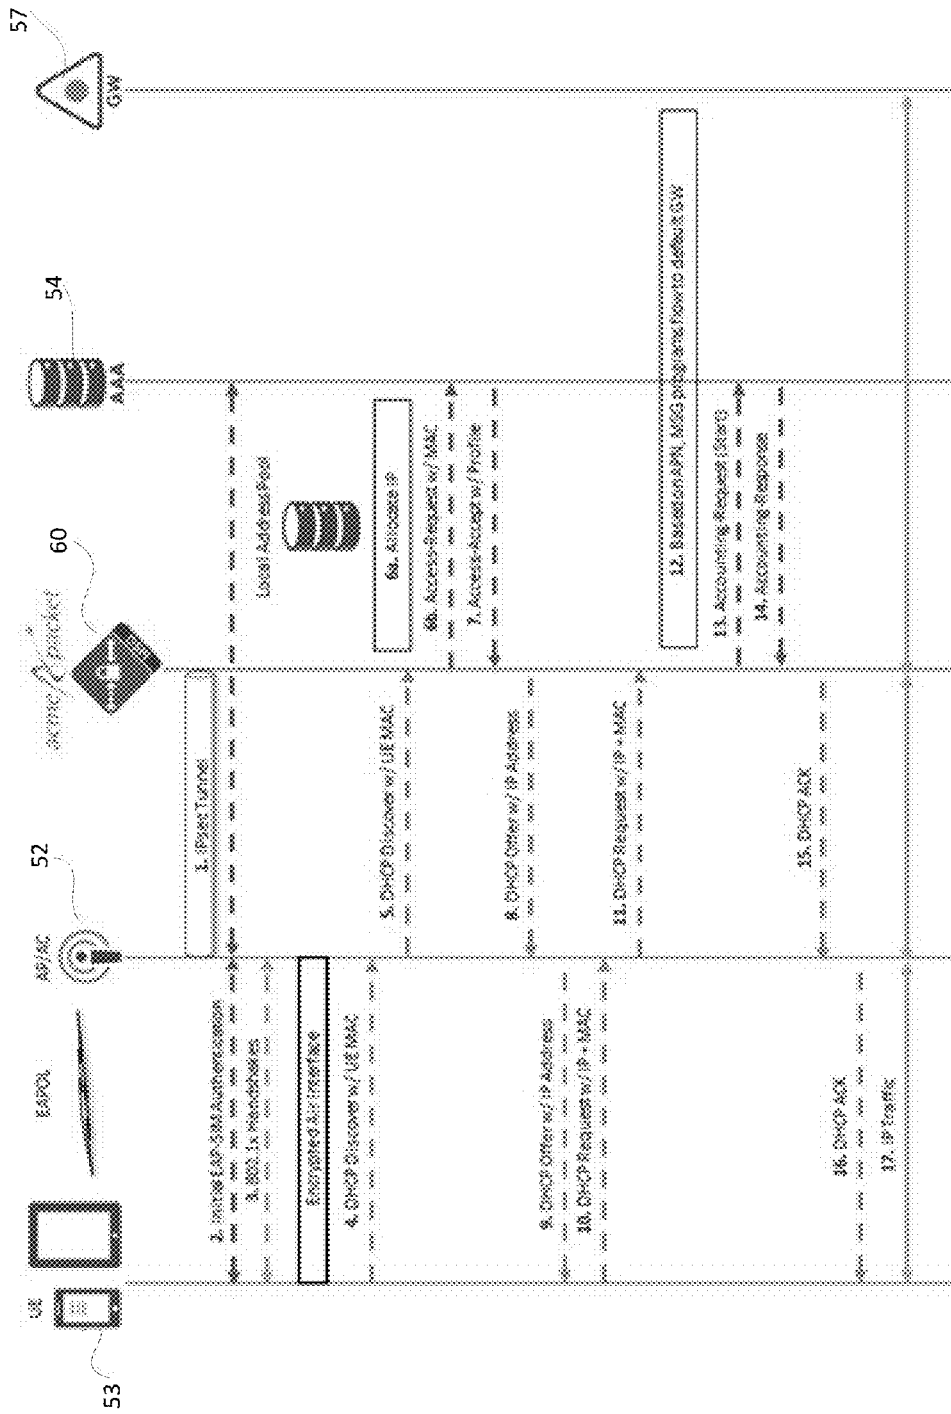 UE
53
EAPOL
AP/AC
52
acme packet
60
AAA
54
GW
57
1. IPsec Tunnel
2. Initial EAP-SIM Authentication
3. 802.1x Handshakes
Local Address Pool
Encrypted Air Interface
4. DHCP Discover w/ UE MAC
5. DHCP Discover w/ UE MAC
6a. Allocate IP
6b. Access-Request w/ MAC
7. Access-Accept w/ Profile
8. DHCP Offer w/ IP Address
9. DHCP Offer w/ IP Address
10. DHCP Request w/ IP + MAC
11. DHCP Request w/ IP + MAC
12. Based on APN, MSG programs flow to default GW
13. Accounting-Request (Start)
14. Accounting-Response
15. DHCP ACK
16. DHCP ACK
17. IP Traffic